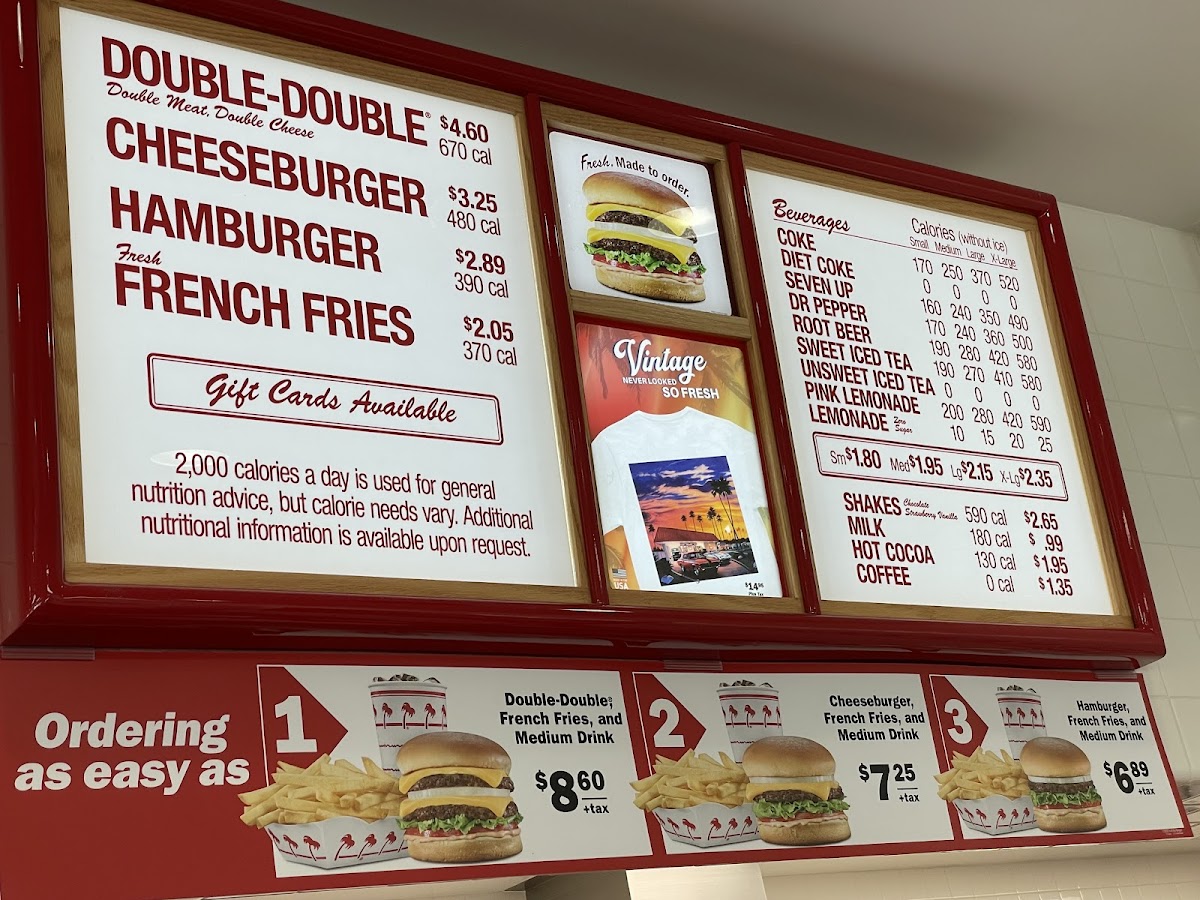 DOUBLE-DOUBLE® $4.60
Double Meat, Double Cheese 670 cal
CHEESEBURGER $3.25
480 cal
HAMBURGER $2.89
390 cal
Fresh
FRENCH FRIES $2.05
370 cal
Gift Cards Available
2,000 calories a day is used for general
nutrition advice, but calorie needs vary. Additional
nutritional information is available upon request.
Fresh. Made to order.
Vintage
NEVER LOOKED
SO FRESH
USA
$14
Plus Tax
Beverages Calories (without ice)
Small Medium Large X-Large
COKE 170 250 370 520
DIET COKE 0 0 0 0
SEVEN UP 160 240 350 490
DR PEPPER 170 240 360 500
ROOT BEER 190 280 420 580
SWEET ICED TEA 190 270 410 580
UNSWEET ICED TEA 0 0 0 0
PINK LEMONADE 200 280 420 590
LEMONADE Zero Sugar 10 15 20 25
Sm$1.80 Med$1.95 Lg$2.15 X-Lg$2.35
SHAKES Chocolate Strawberry Vanilla 590 cal $2.65
MILK 180 cal $ .99
HOT COCOA 130 cal $1.95
COFFEE 0 cal $1.35
Ordering
as easy as
1
Double-Double,®
French Fries, and
Medium Drink
$8 60
+tax
2
Cheeseburger,
French Fries, and
Medium Drink
$7 25
+tax
3
Hamburger,
French Fries, and
Medium Drink
$6 89
+tax